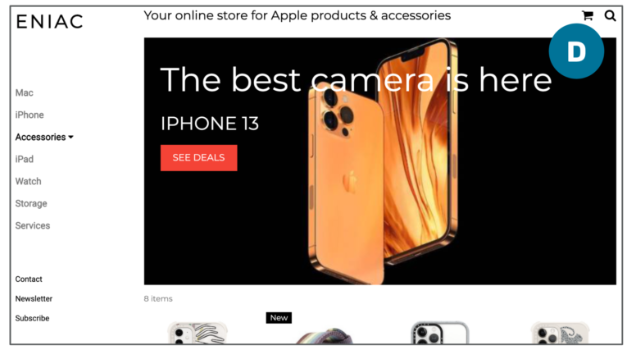 ENIAC
Your online store for Apple products & accessories
D
Mac
iPhone
Accessories
iPad
Watch
Storage
Services
Contact
Newsletter
Subscribe
The best camera is here
IPHONE 13
SEE DEALS
8 items
New